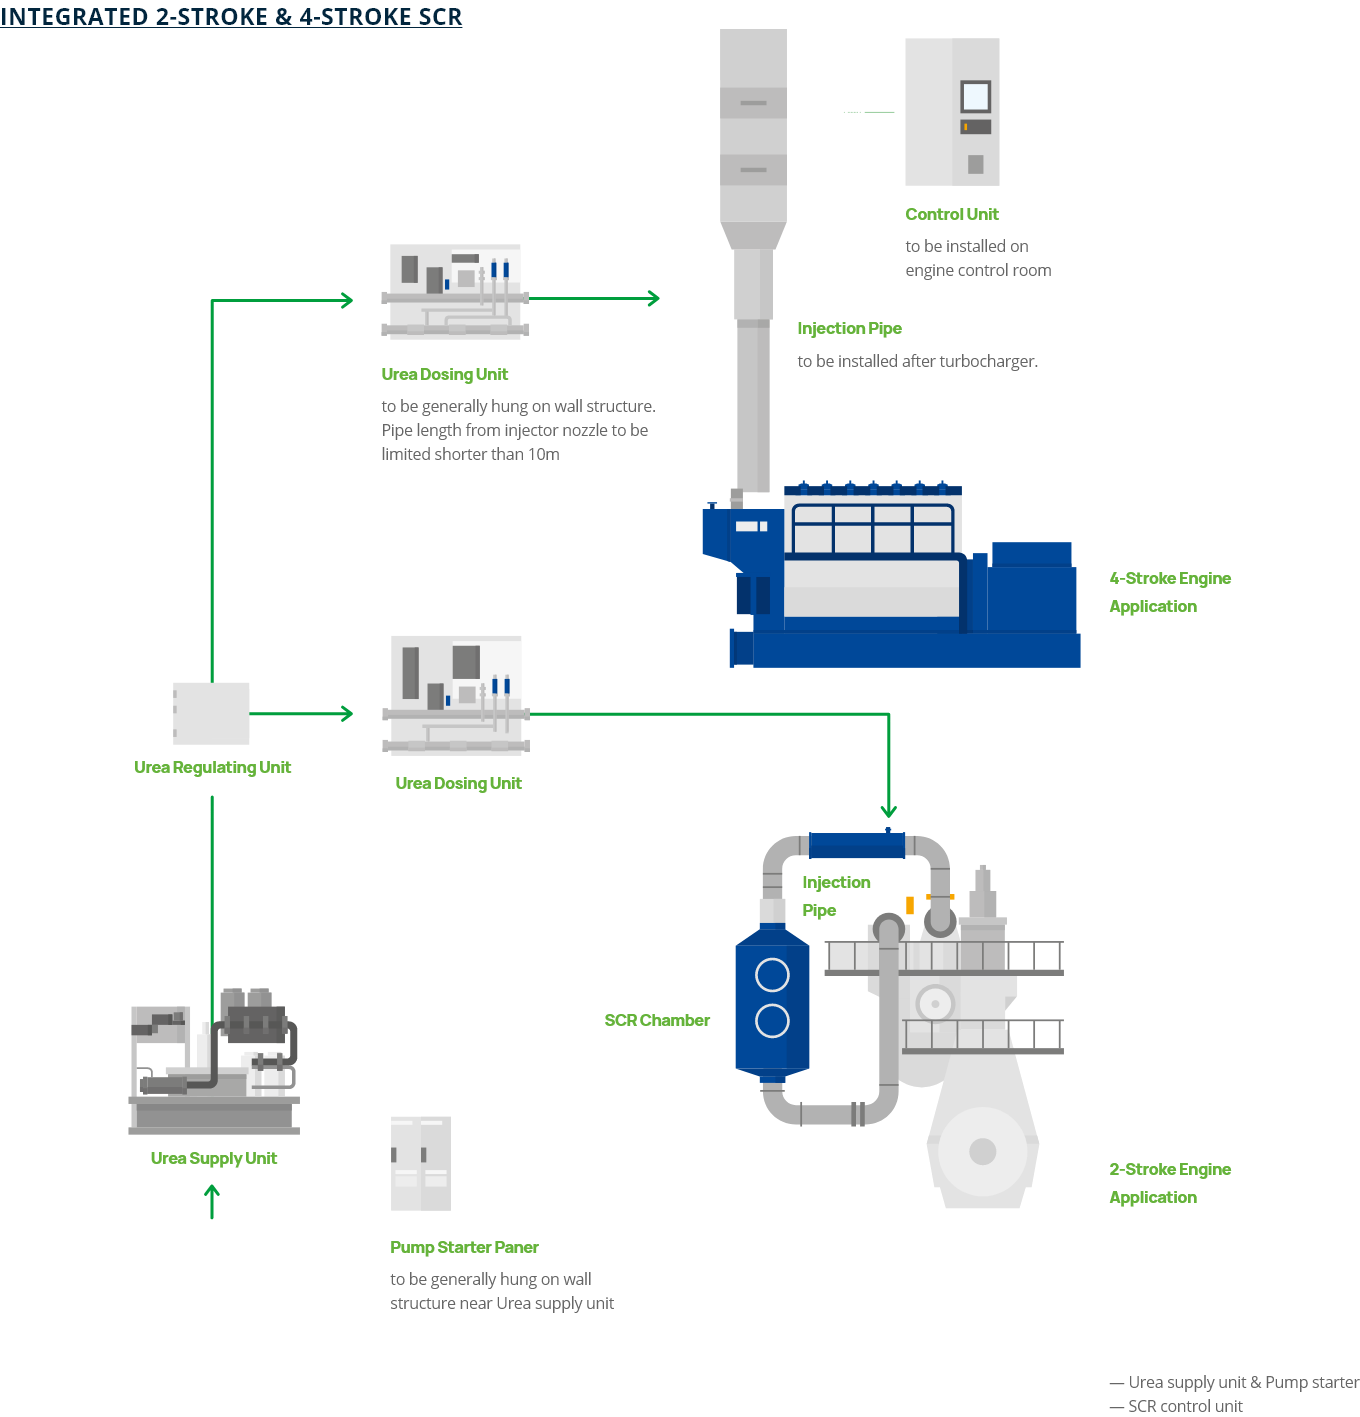 INTEGRATED 2-STROKE & 4-STROKE SCR
Control Unit
to be installed on
engine control room
Injection Pipe
to be installed after turbocharger.
Urea Dosing Unit
to be generally hung on wall structure.
Pipe length from injector nozzle to be
limited shorter than 10m
4-Stroke Engine
Application
Urea Regulating Unit
Urea Dosing Unit
Injection
Pipe
SCR Chamber
Urea Supply Unit
2-Stroke Engine
Application
Pump Starter Paner
to be generally hung on wall
structure near Urea supply unit
— Urea supply unit & Pump starter
— SCR control unit